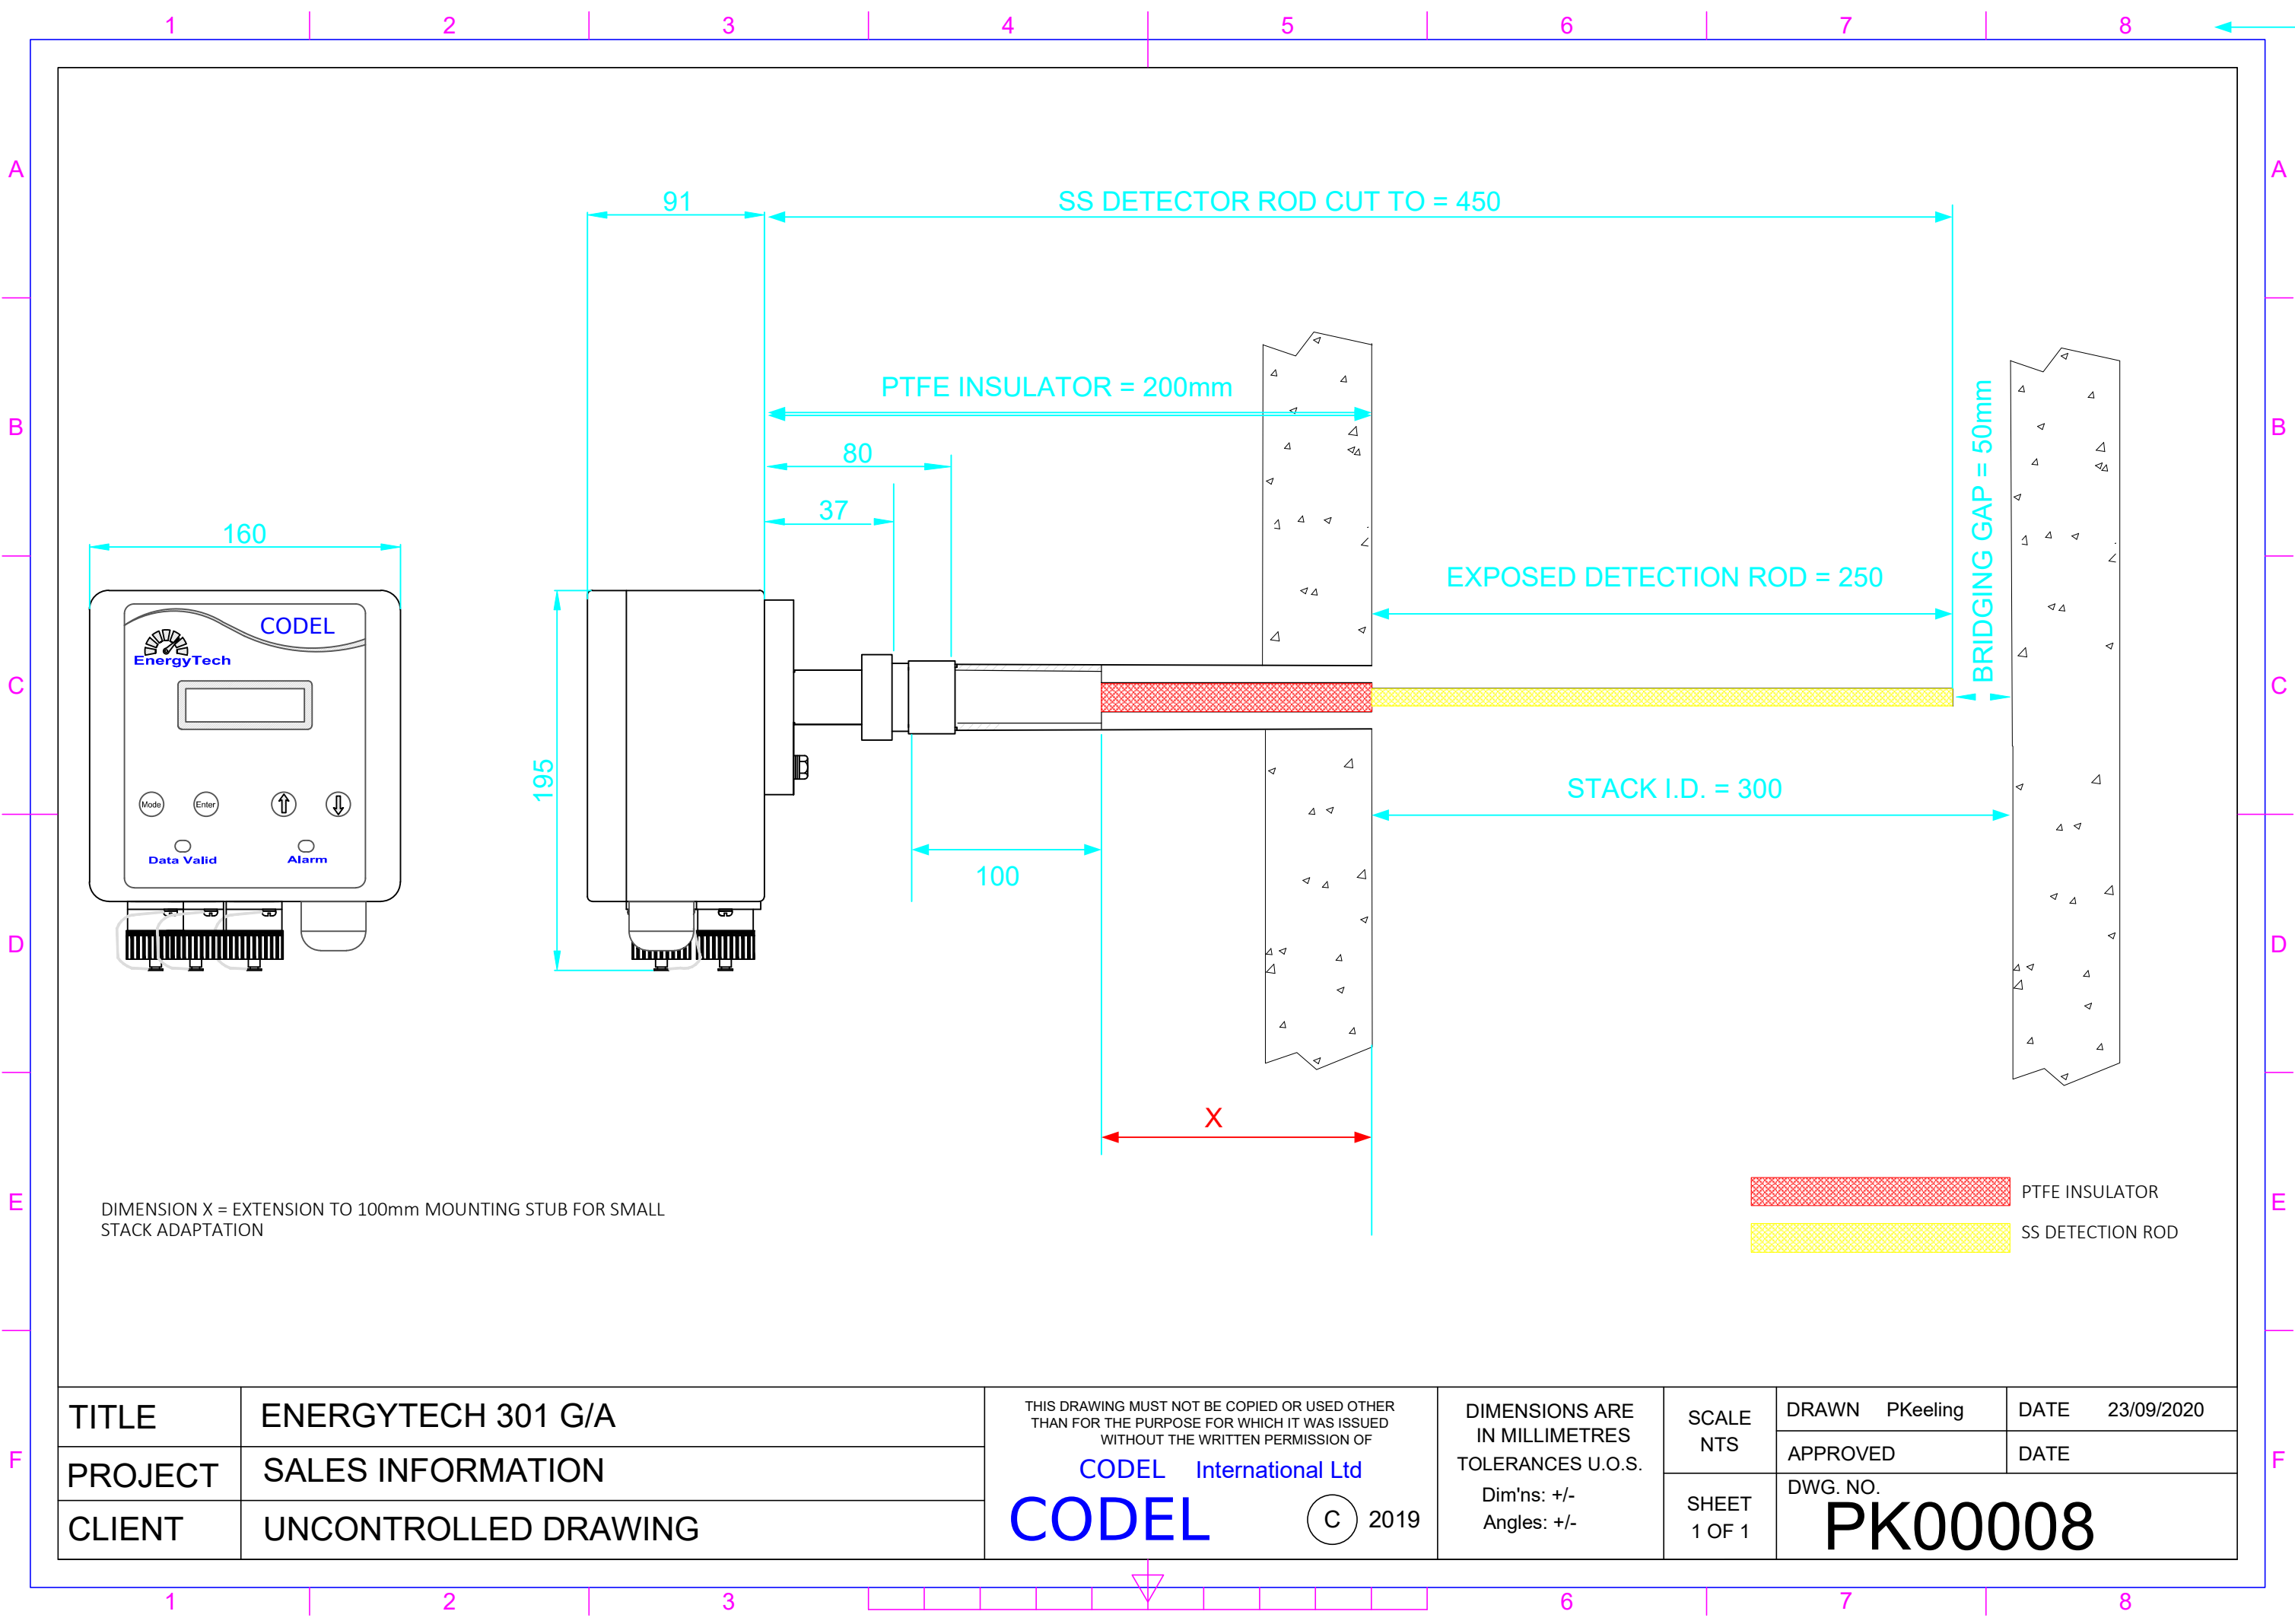 1 2 3 4 5 6 7 8
A A
91
SS DETECTOR ROD CUT TO = 450
PTFE INSULATOR = 200mm
B B
80
37
160
BRIDGING GAP = 50mm
EXPOSED DETECTION ROD = 250
CODEL
EnergyTech
C C
195
STACK I.D. = 300
Mode Enter
Data Valid Alarm
100
D D
X
PTFE INSULATOR
E E
DIMENSION X = EXTENSION TO 100mm MOUNTING STUB FOR SMALL
STACK ADAPTATION
SS DETECTION ROD
TITLE ENERGYTECH 301 G/A
PROJECT SALES INFORMATION
CLIENT UNCONTROLLED DRAWING
THIS DRAWING MUST NOT BE COPIED OR USED OTHER
THAN FOR THE PURPOSE FOR WHICH IT WAS ISSUED
WITHOUT THE WRITTEN PERMISSION OF
CODEL International Ltd
CODEL C 2019
DIMENSIONS ARE
IN MILLIMETRES
TOLERANCES U.O.S.
Dim'ns: +/-
Angles: +/-
SCALE
NTS
SHEET
1 OF 1
DRAWN PKeeling DATE 23/09/2020
APPROVED DATE
DWG. NO.
PK00008
F F
1 2 3 6 7 8